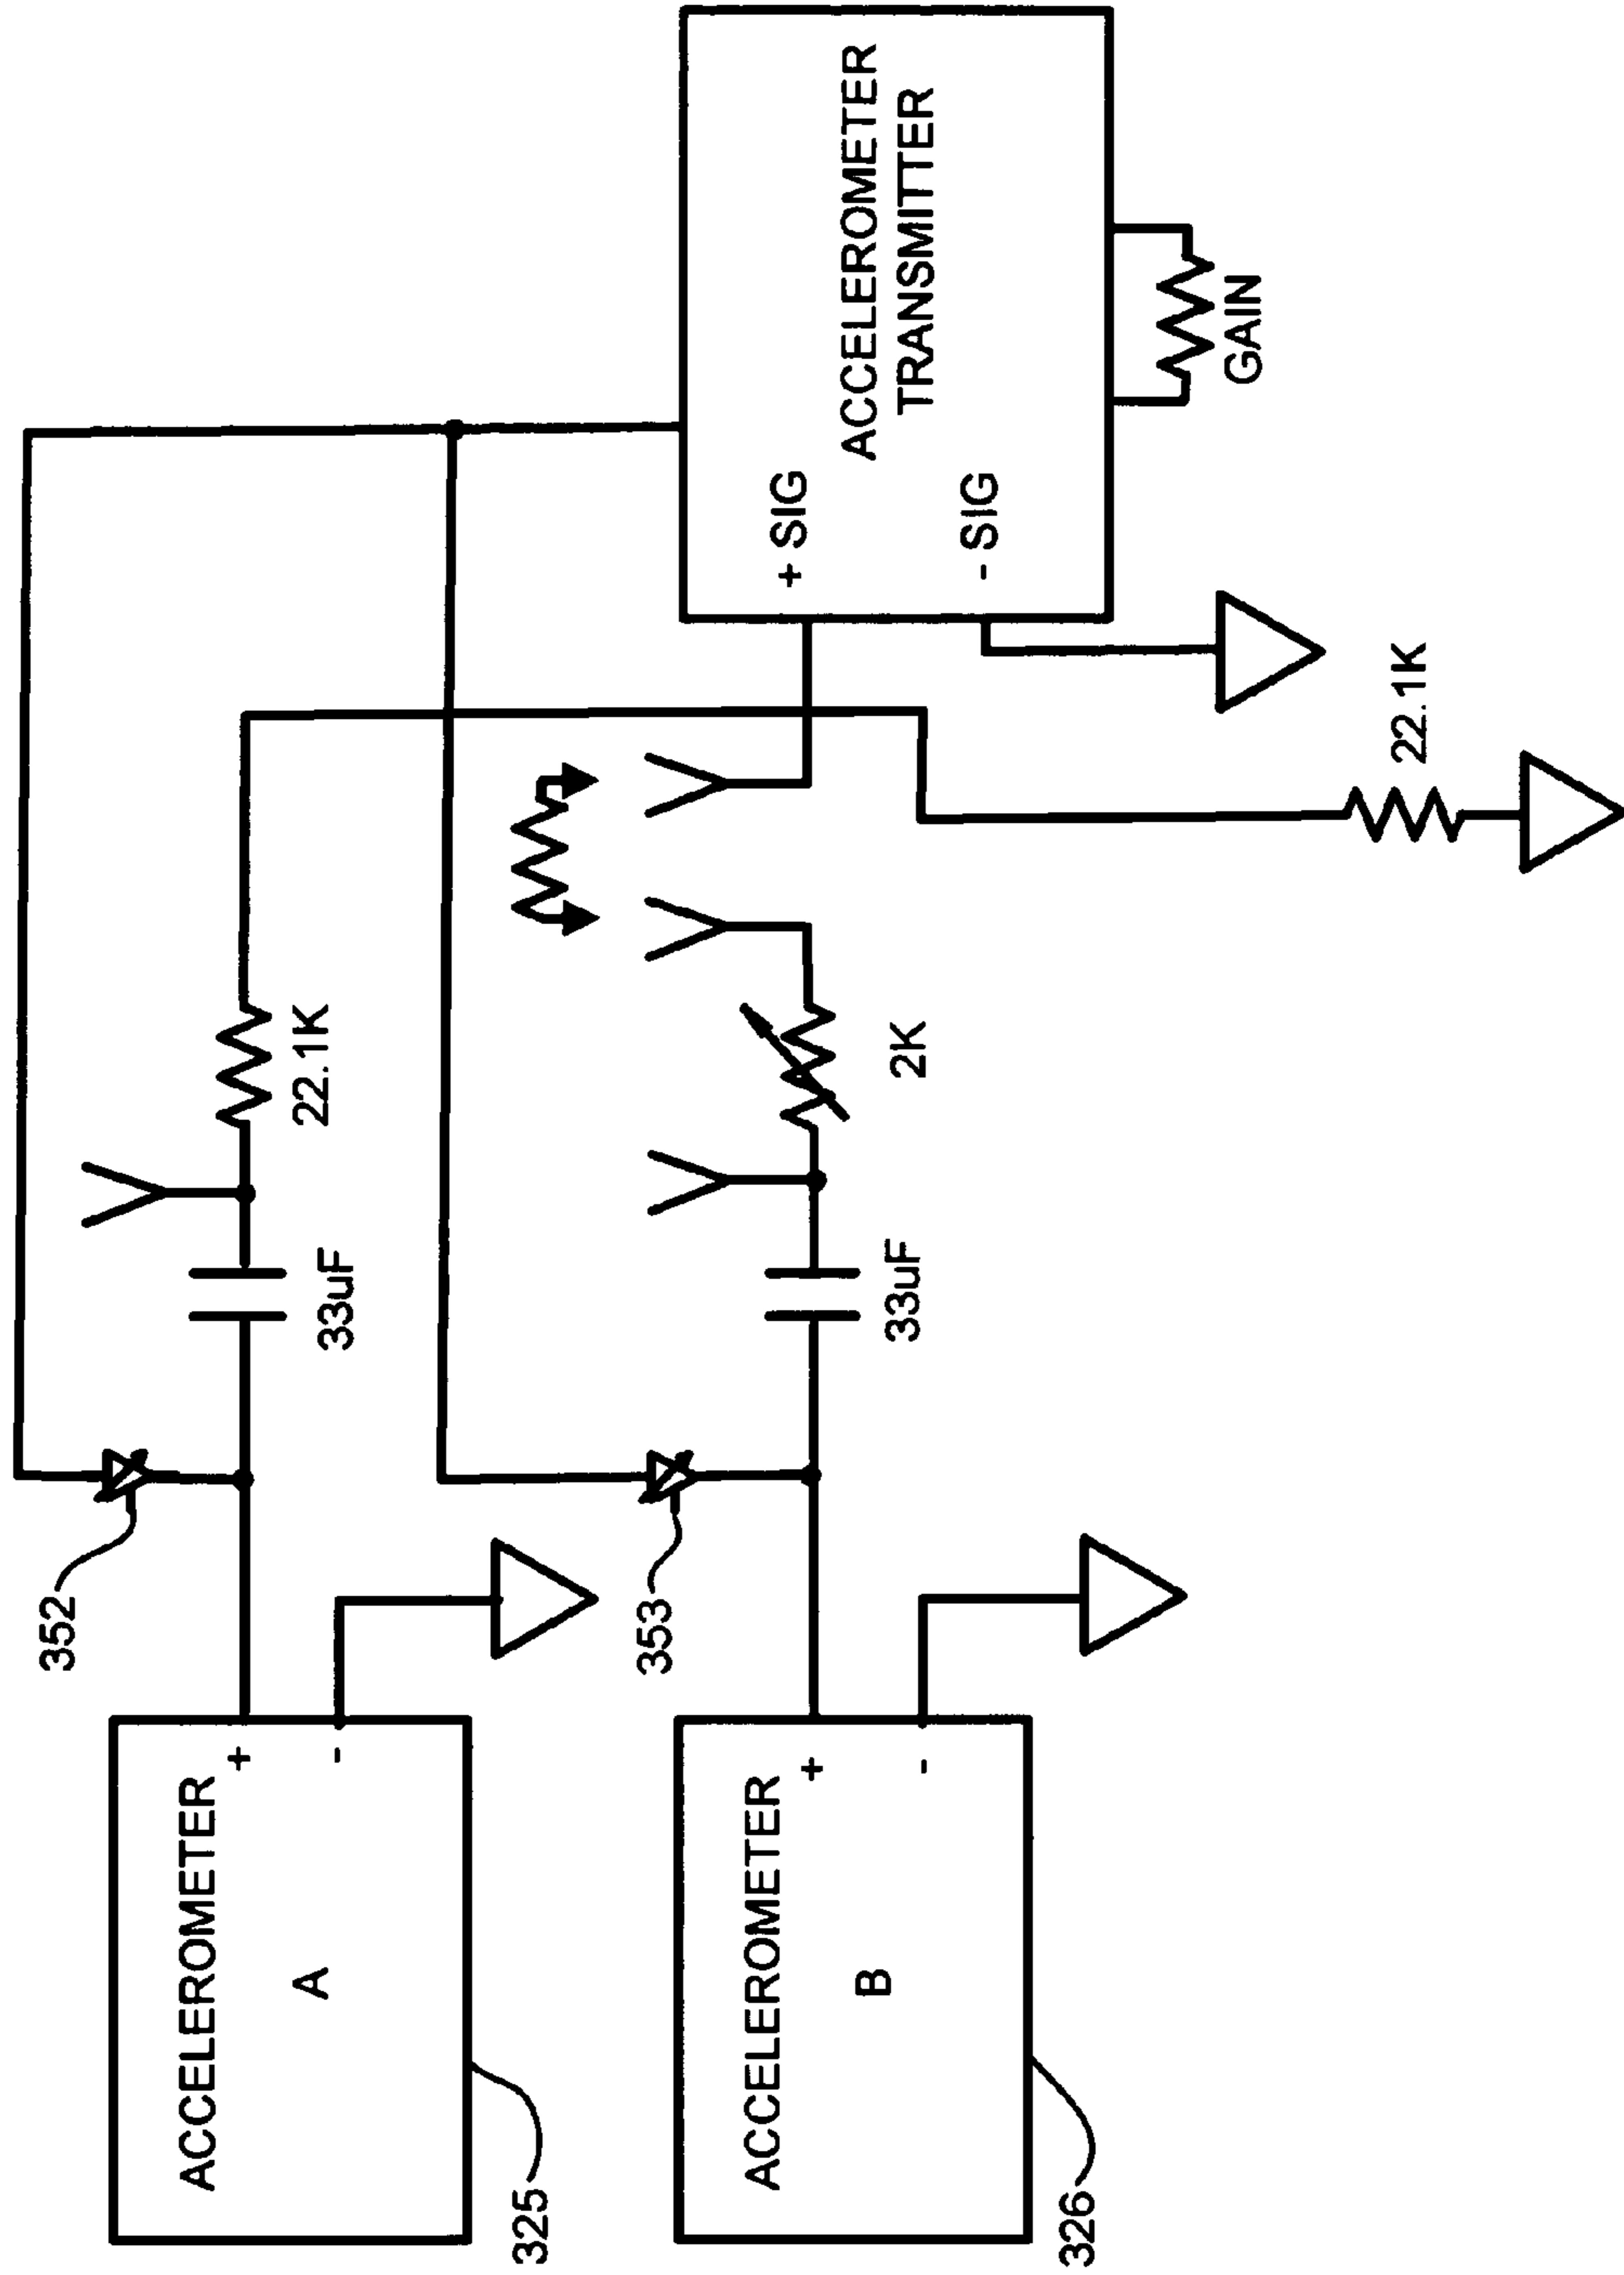 352
ACCELEROMETER
A
+
-
325
33uF
22.1K
353
ACCELEROMETER
B
+
-
326
33uF
2K
+ SIG
- SIG
ACCELEROMETER
TRANSMITTER
GAIN
22.1K